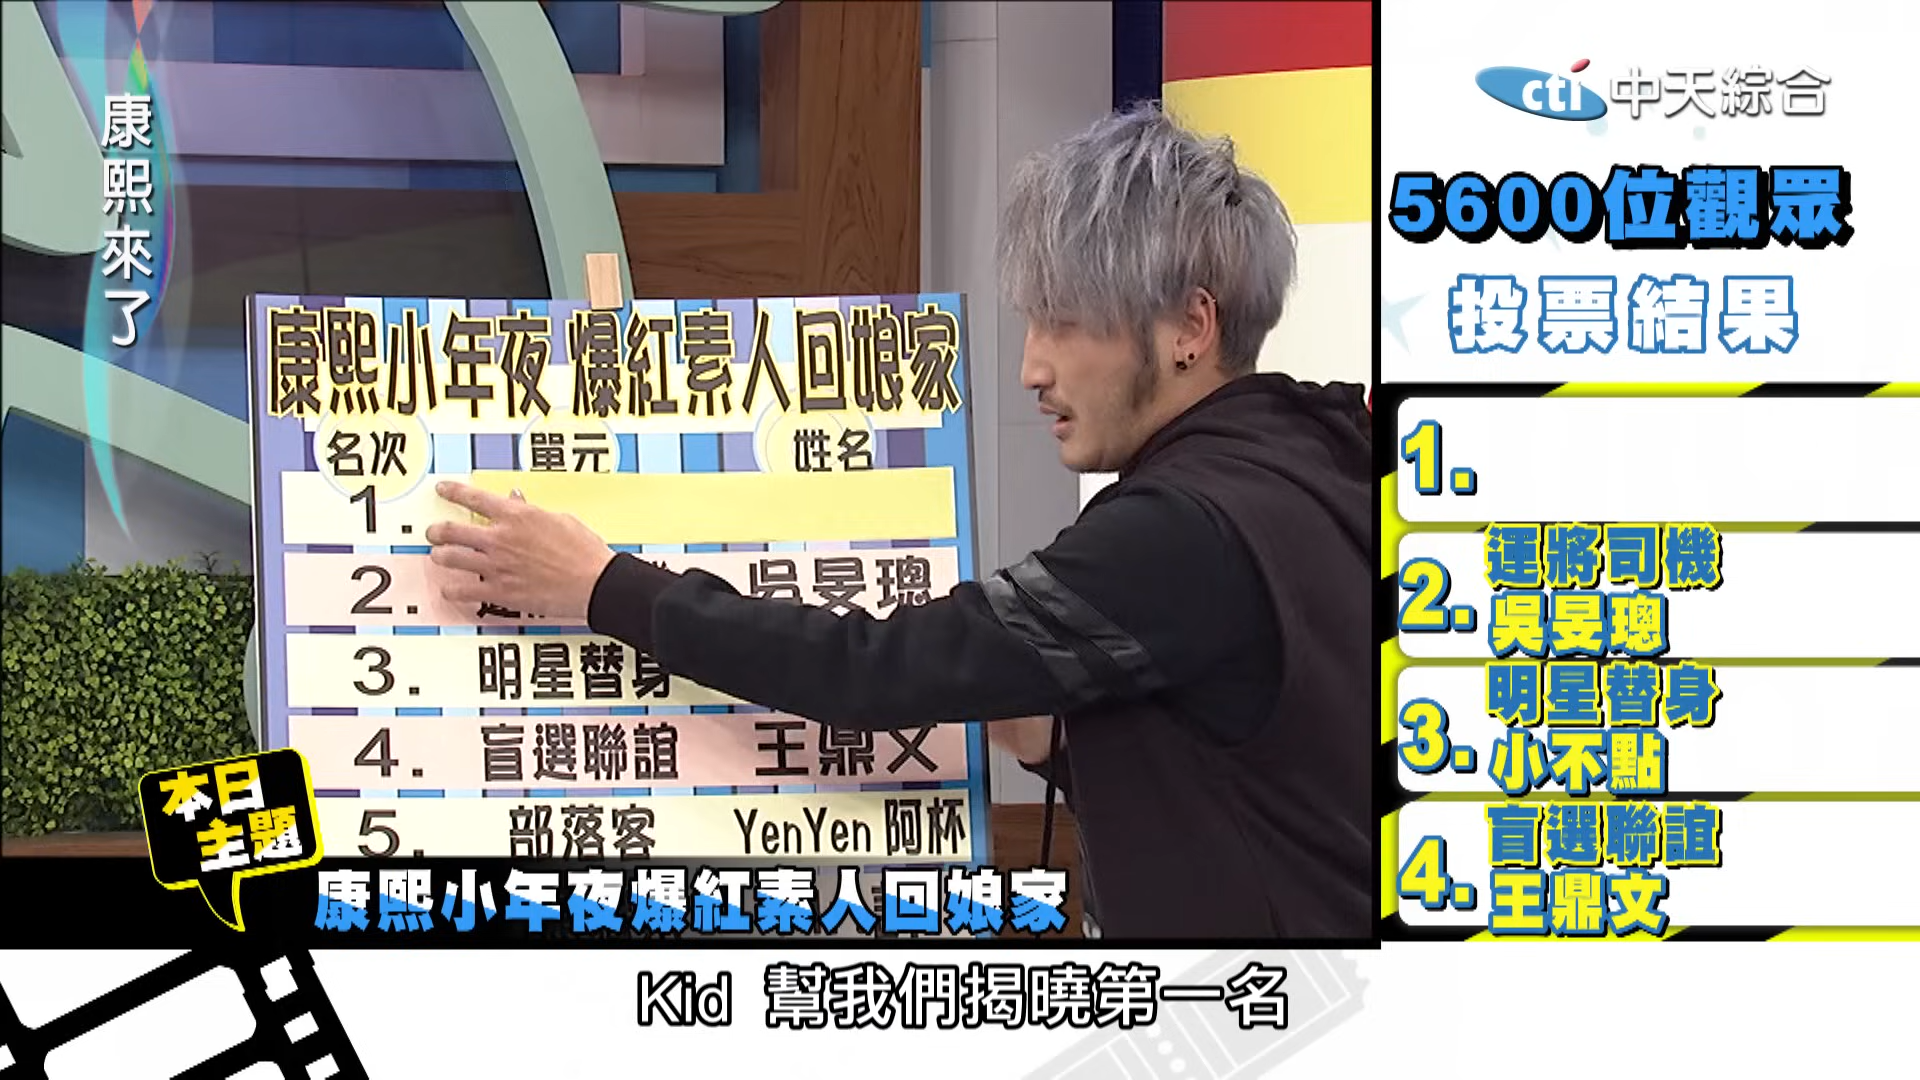 康熙來了
cti 中天綜合
5600位觀眾
投票結果
1.
2. 運將司機
吳旻璁
3. 明星替身
小不點
4. 盲選聯誼
王鼎文
康熙小年夜 爆紅素人回娘家
名次 單元 姓名
1.
2. 吳旻璁
3. 明星替身
4. 盲選聯誼 王鼎文
5. 部落客 YenYen 阿杯
本日
主題
康熙小年夜爆紅素人回娘家
Kid 幫我們揭曉第一名